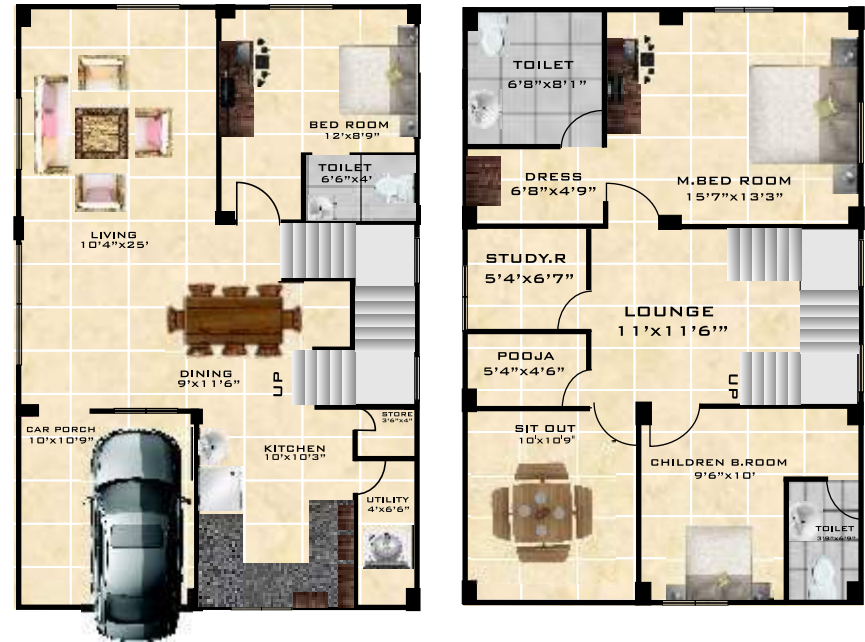 BED ROOM
12'x8'9"
TOILET
6'6"x4'
LIVING
10'4"x25'
DINING
9'x11'6"
UP
STORE
3'6"x4"
CAR PORCH
10'x10'9"
KITCHEN
10'x10'3"
UTILITY
4'x6'6"
TOILET
6'8"x8'1"
DRESS
6'8"x4'9"
M.BED ROOM
15'7"x13'3"
STUDY.R
5'4'x6'7"
LOUNGE
11'x11'6'"
POOJA
5'4"x4'6"
UP
SIT OUT
10'x10'9"
CHILDREN B.ROOM
9'6"x10'
TOILET